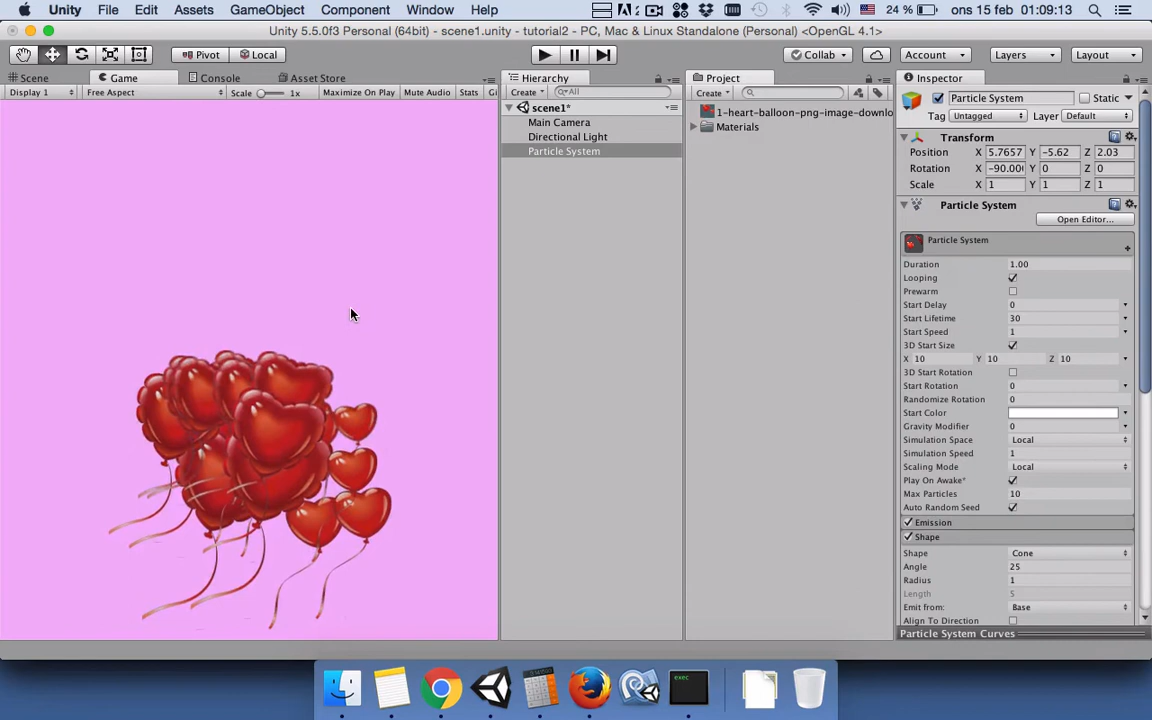 Unity File Edit Assets GameObject Component Window Help 24 % ons 15 feb 01:09:13
Unity 5.5.0f3 Personal (64bit) - scene1.unity - tutorial2 - PC, Mac & Linux Standalone (Personal) <OpenGL 4.1>
Pivot Local Collab Account Layers Layout
Scene Game Console Asset Store Hierarchy Project Inspector
Display 1 Free Aspect Scale 1x Maximize On Play Mute Audio Stats Gi Create All Create Particle System Static
scene1* 1-heart-balloon-png-image-downlo Tag Untagged Layer Default
Main Camera Materials
Directional Light Transform
Particle System Position X 5.7657 Y -5.62 Z 2.03
Rotation X -90.00 Y 0 Z 0
Scale X 1 Y 1 Z 1
Particle System
Open Editor...
Particle System
Duration 1.00
Looping
Prewarm
Start Delay 0
Start Lifetime 30
Start Speed 1
3D Start Size
X 10 Y 10 Z 10
3D Start Rotation
Start Rotation 0
Randomize Rotation 0
Start Color
Gravity Modifier 0
Simulation Space Local
Simulation Speed 1
Scaling Mode Local
Play On Awake*
Max Particles 10
Auto Random Seed
Emission
Shape
Shape Cone
Angle 25
Radius 1
Length 5
Emit from: Base
Align To Direction
Particle System Curves
exec